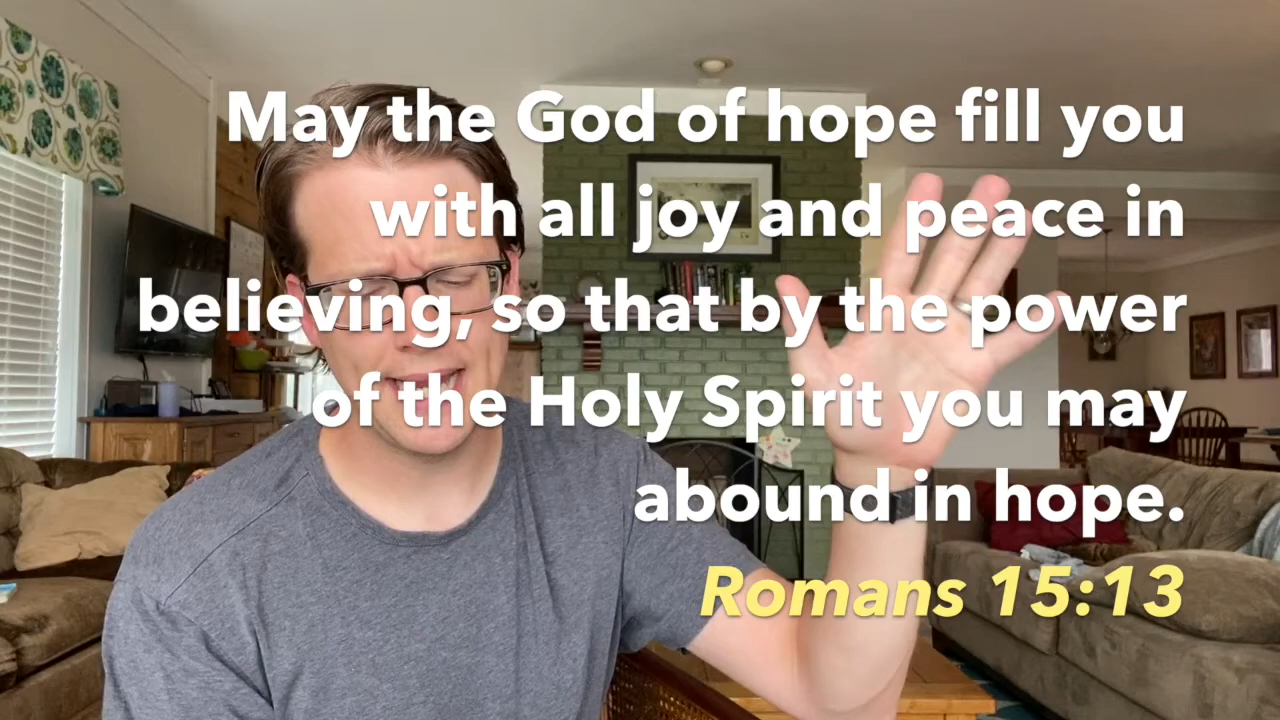 May the God of hope fill you
with all joy and peace in
believing, so that by the power
of the Holy Spirit you may
abound in hope.
Romans 15:13